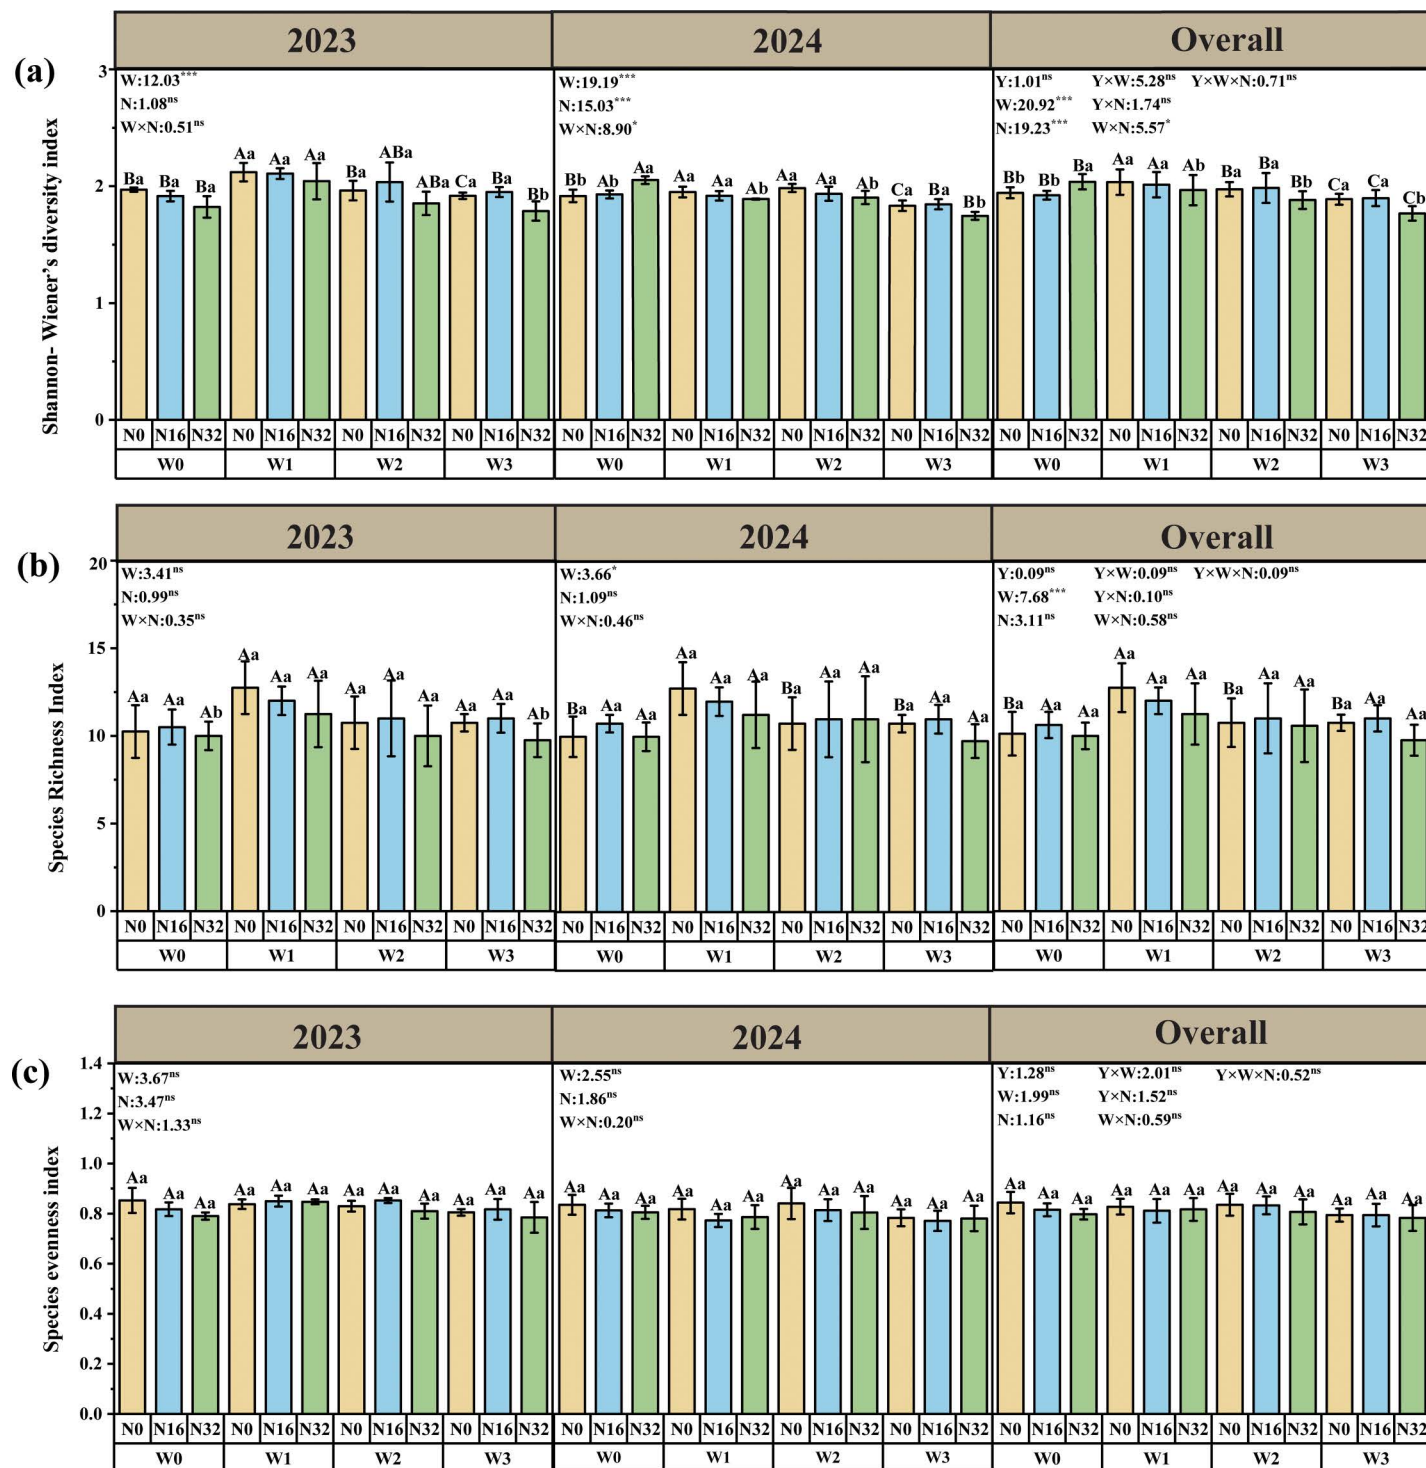 2023 2024 Overall
(a)
Shannon- Wiener's diversity index
3
2
1
0
W:12.03***
N:1.08ns
W×N:0.51ns
W:19.19***
N:15.03***
W×N:8.90*
Y:1.01ns Y×W:5.28ns Y×W×N:0.71ns
W:20.92*** Y×N:1.74ns
N:19.23*** W×N:5.57*
Ba Ba Ba Aa Aa Aa Ba ABa ABa Ca Ba Bb
Bb Ab Aa Aa Aa Ab Aa Aa Ab Ca Ba Bb
Bb Bb Ba Aa Aa Ab Ba Ba Bb Ca Ca Cb
N0 N16 N32 N0 N16 N32 N0 N16 N32 N0 N16 N32 N0 N16 N32 N0 N16 N32 N0 N16 N32 N0 N16 N32 N0 N16 N32 N0 N16 N32 N0 N16 N32 N0 N16 N32
W0 W1 W2 W3 W0 W1 W2 W3 W0 W1 W2 W3
2023 2024 Overall
(b)
Species Richness Index
20
15
10
5
0
W:3.41ns
N:0.99ns
W×N:0.35ns
W:3.66*
N:1.09ns
W×N:0.46ns
Y:0.09ns Y×W:0.09ns Y×W×N:0.09ns
W:7.68*** Y×N:0.10ns
N:3.11ns W×N:0.58ns
Aa Aa Ab Aa Aa Aa Aa Aa Aa Aa Aa Ab
Ba Aa Aa Aa Aa Aa Ba Aa Aa Ba Aa Aa
Ba Aa Aa Aa Aa Aa Ba Aa Aa Ba Aa Aa
N0 N16 N32 N0 N16 N32 N0 N16 N32 N0 N16 N32 N0 N16 N32 N0 N16 N32 N0 N16 N32 N0 N16 N32 N0 N16 N32 N0 N16 N32 N0 N16 N32 N0 N16 N32
W0 W1 W2 W3 W0 W1 W2 W3 W0 W1 W2 W3
2023 2024 Overall
(c)
Species evenness index
1.4
1.2
1.0
0.8
0.6
0.4
0.2
0.0
W:3.67ns
N:3.47ns
W×N:1.33ns
W:2.55ns
N:1.86ns
W×N:0.20ns
Y:1.28ns Y×W:2.01ns Y×W×N:0.52ns
W:1.99ns Y×N:1.52ns
N:1.16ns W×N:0.59ns
Aa Aa Aa Aa Aa Aa Aa Aa Aa Aa Aa Aa
Aa Aa Aa Aa Aa Aa Aa Aa Aa Aa Aa Aa
Aa Aa Aa Aa Aa Aa Aa Aa Aa Aa Aa Aa
N0 N16 N32 N0 N16 N32 N0 N16 N32 N0 N16 N32 N0 N16 N32 N0 N16 N32 N0 N16 N32 N0 N16 N32 N0 N16 N32 N0 N16 N32 N0 N16 N32 N0 N16 N32
W0 W1 W2 W3 W0 W1 W2 W3 W0 W1 W2 W3